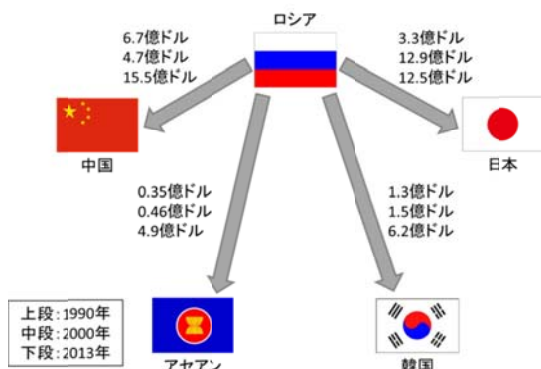 ロシア
6.7億ドル
4.7億ドル
15.5億ドル
3.3億ドル
12.9億ドル
12.5億ドル
中国
日本
0.35億ドル
0.46億ドル
4.9億ドル
1.3億ドル
1.5億ドル
6.2億ドル
上段：1990年
中段：2000年
下段：2013年
アセアン
韓国